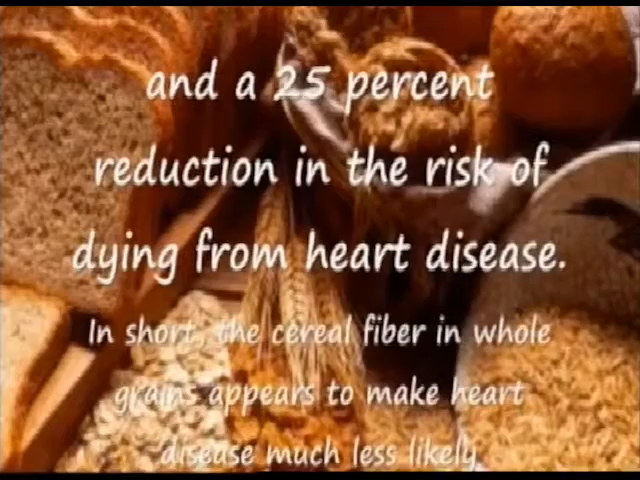 and a 25 percent
reduction in the risk of
dying from heart disease.
In short, the cereal fiber in whole
grains appears to make heart
disease much less likely